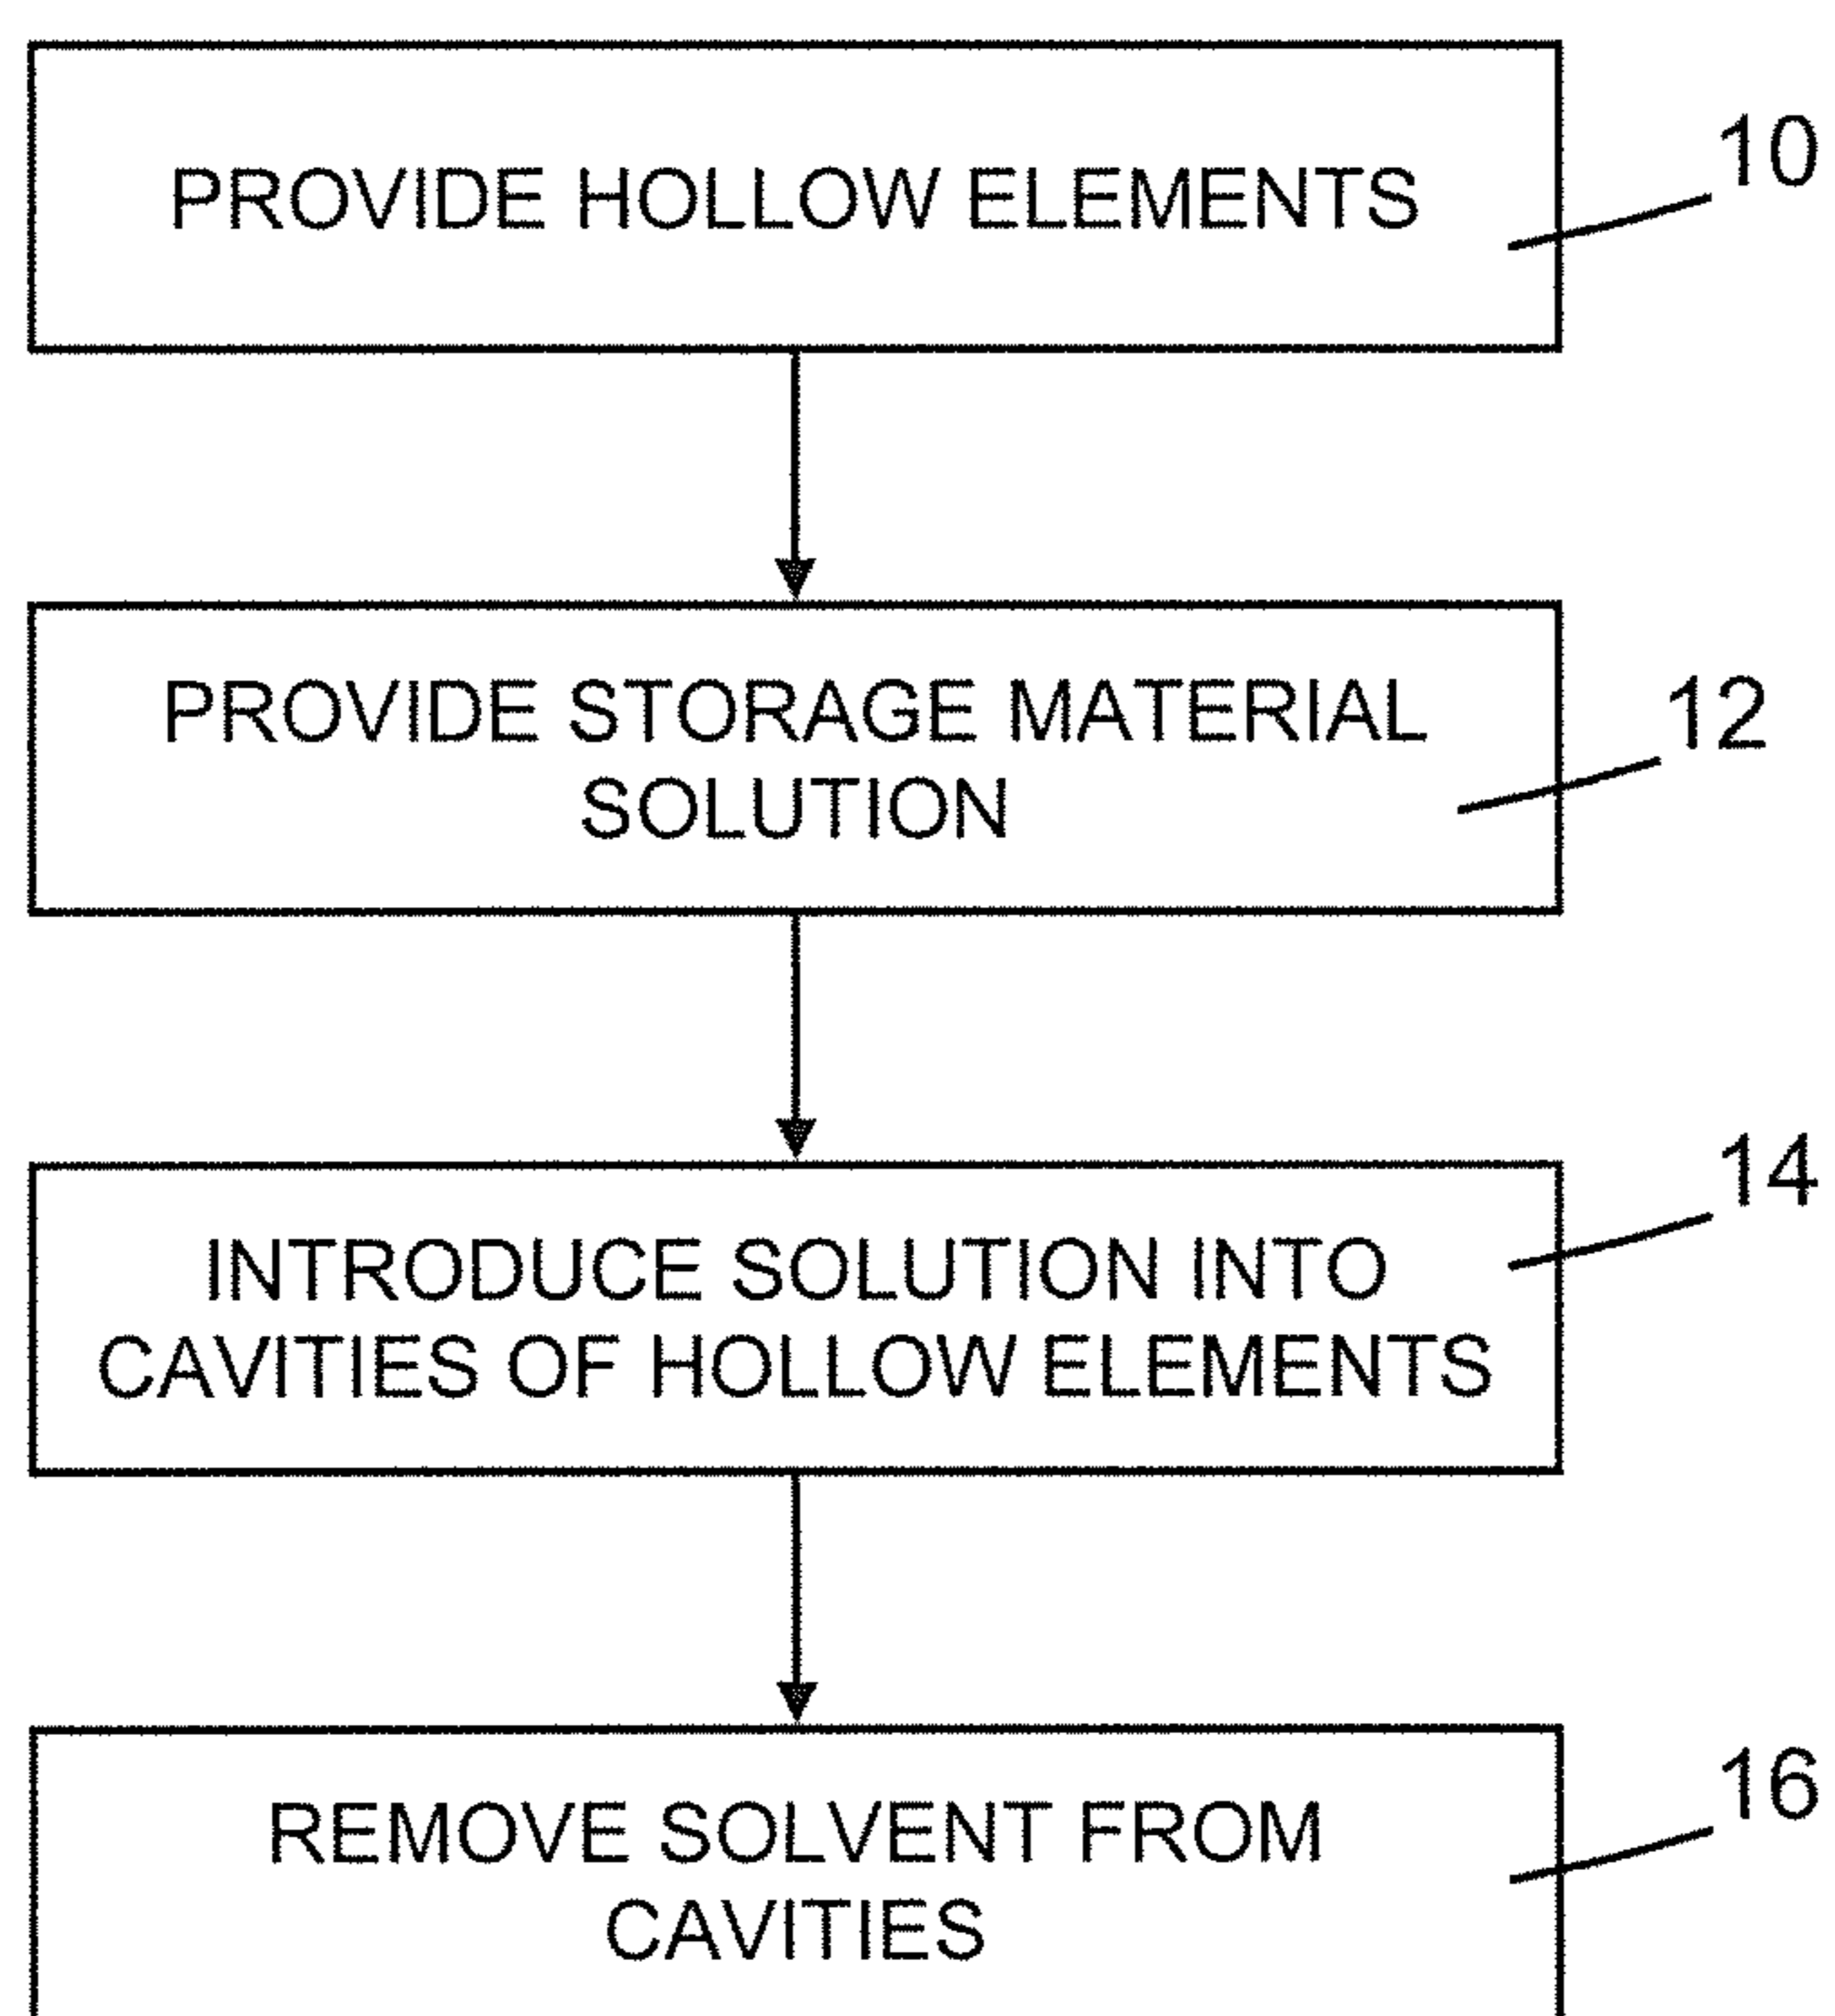 PROVIDE HOLLOW ELEMENTS
10
PROVIDE STORAGE MATERIAL
SOLUTION
12
INTRODUCE SOLUTION INTO
CAVITIES OF HOLLOW ELEMENTS
14
REMOVE SOLVENT FROM
CAVITIES
16